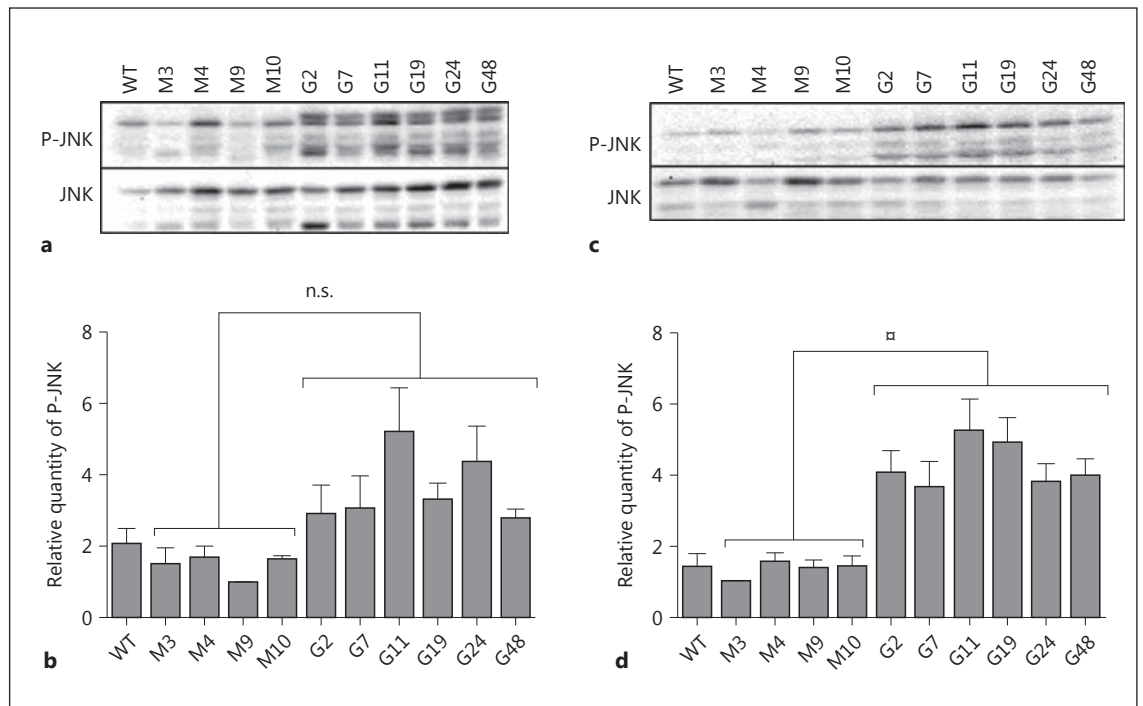 WT M3 M4 M9 M10 G2 G7 G11 G19 G24 G48
P-JNK
JNK
a
WT M3 M4 M9 M10 G2 G7 G11 G19 G24 G48
P-JNK
JNK
c
n.s.
Relative quantity of P-JNK
8
6
4
2
0
WT M3 M4 M9 M10 G2 G7 G11 G19 G24 G48
b
¤
Relative quantity of P-JNK
8
6
4
2
0
WT M3 M4 M9 M10 G2 G7 G11 G19 G24 G48
d